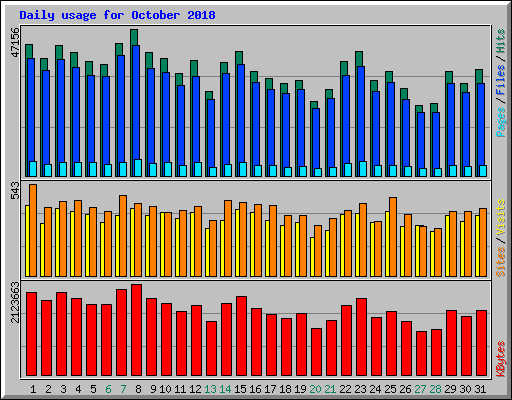 Daily usage for October 2018
47156
Pages / Files / Hits
543
Sites / Visits
2123663
KBytes
1 2 3 4 5 6 7 8 9 10 11 12 13 14 15 16 17 18 19 20 21 22 23 24 25 26 27 28 29 30 31